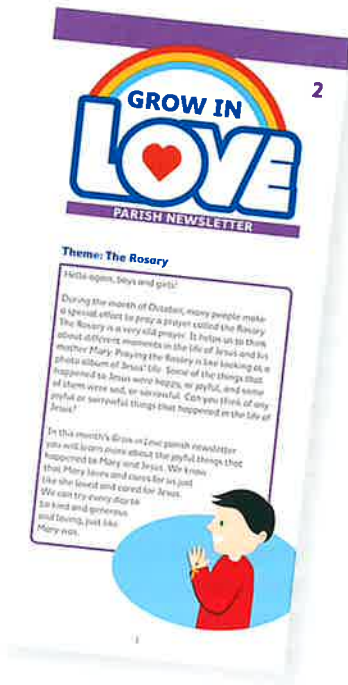 2
GROW IN
LOVE
PARISH NEWSLETTER
Theme: The Rosary
Hello again, boys and girls!
During the month of October, many people make
a special effort to pray a prayer called the Rosary.
The Rosary is a very old prayer. It helps us to think
about different moments in the life of Jesus and his
mother Mary. Praying the Rosary is like looking at a
photo album of Jesus' life. Some of the things that
happened to Jesus were happy, or joyful, and some
of them were sad, or sorrowful. Can you think of any
joyful or sorrowful things that happened in the life of
Jesus?
In this month's Grow in Love parish newsletter
you will learn more about the joyful things that
happened to Mary and Jesus. We know
that Mary loves and cares for us just
like she loved and cared for Jesus.
We can try every day to
be kind and generous
and loving, just like
Mary was.
1